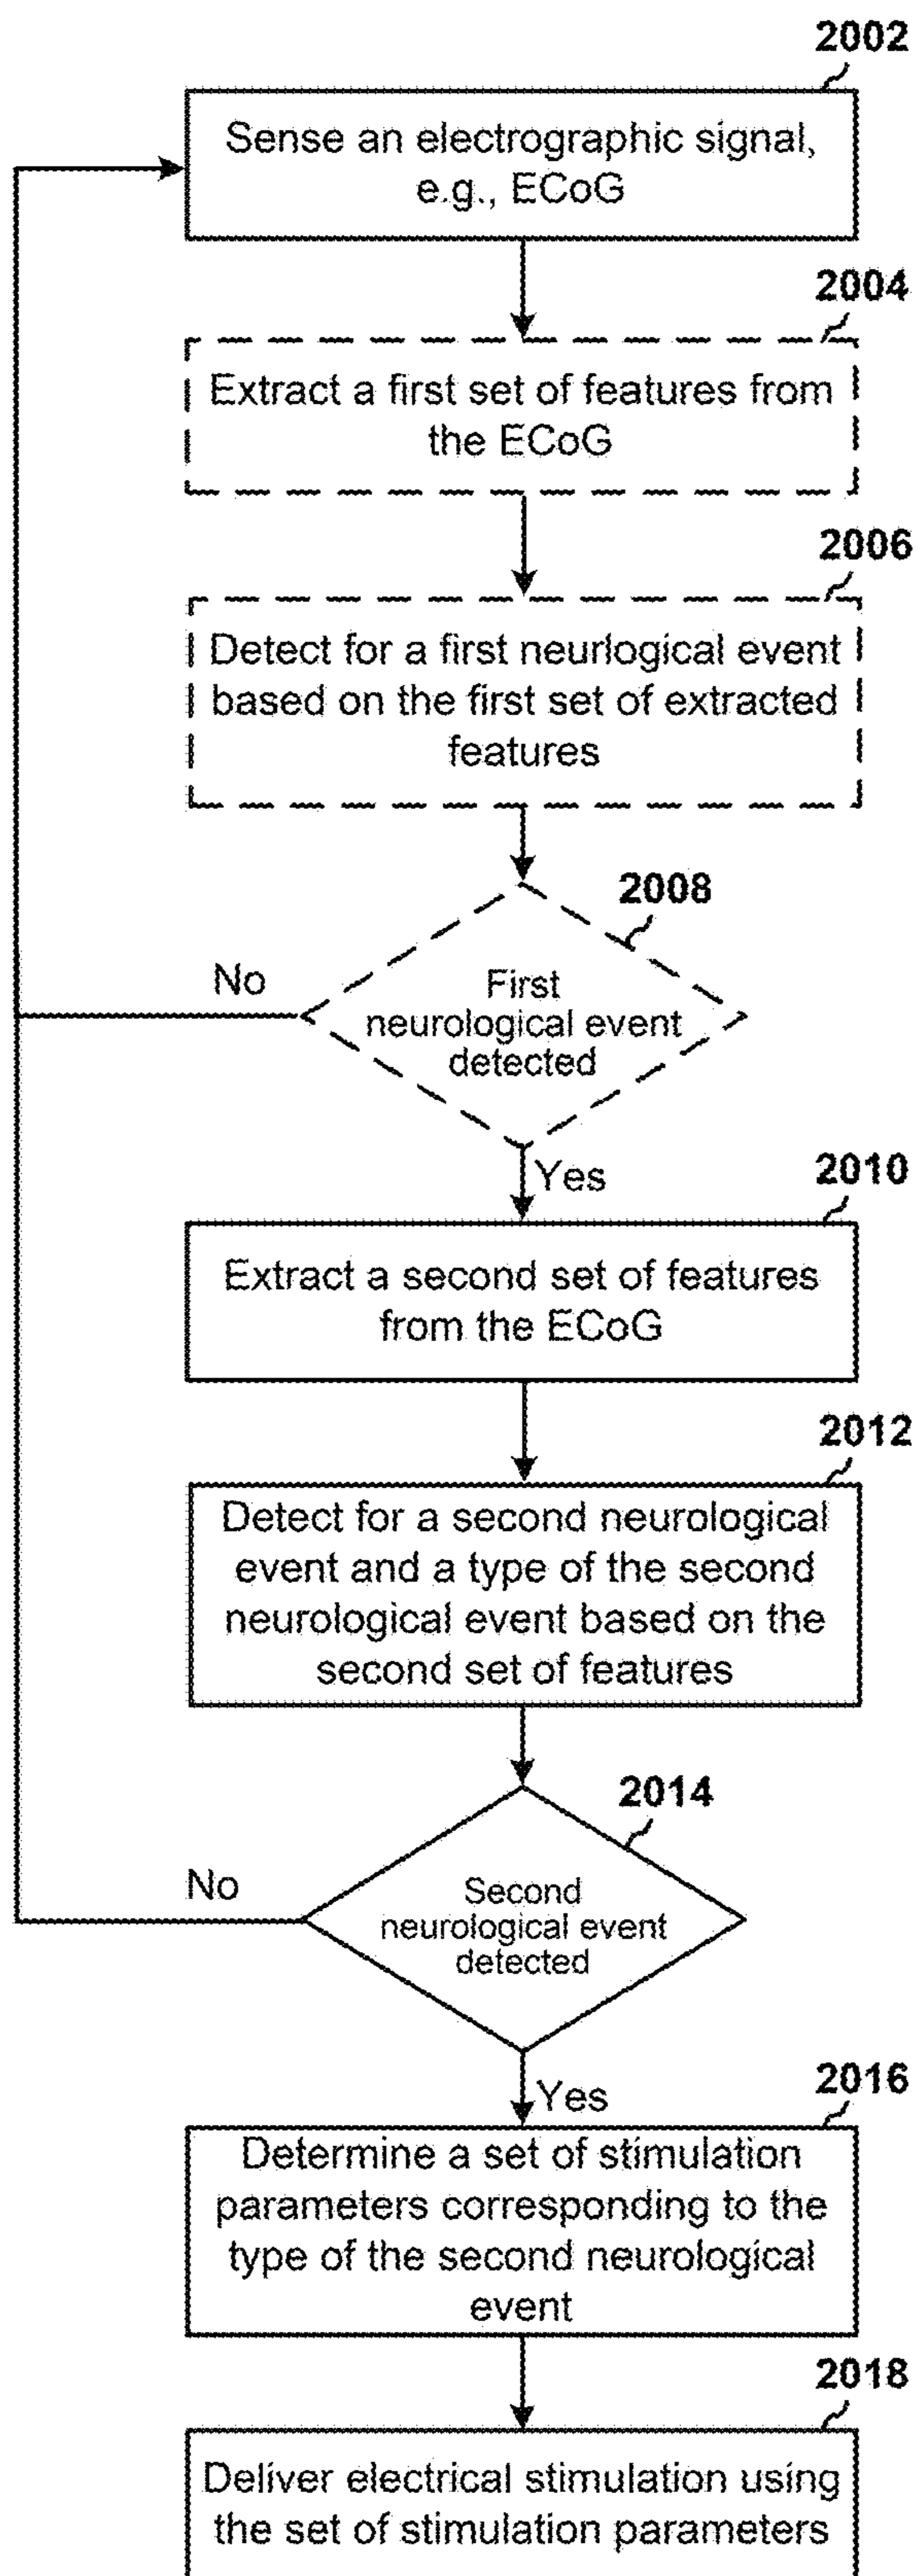 2002
Sense an electrographic signal,
e.g., ECoG
2004
Extract a first set of features from
the ECoG
2006
Detect for a first neurlogical event
based on the first set of extracted
features
2008
No
First
neurological event
detected
Yes
2010
Extract a second set of features
from the ECoG
2012
Detect for a second neurological
event and a type of the second
neurological event based on the
second set of features
2014
No
Second
neurological event
detected
Yes
2016
Determine a set of stimulation
parameters corresponding to the
type of the second neurological
event
2018
Deliver electrical stimulation using
the set of stimulation parameters